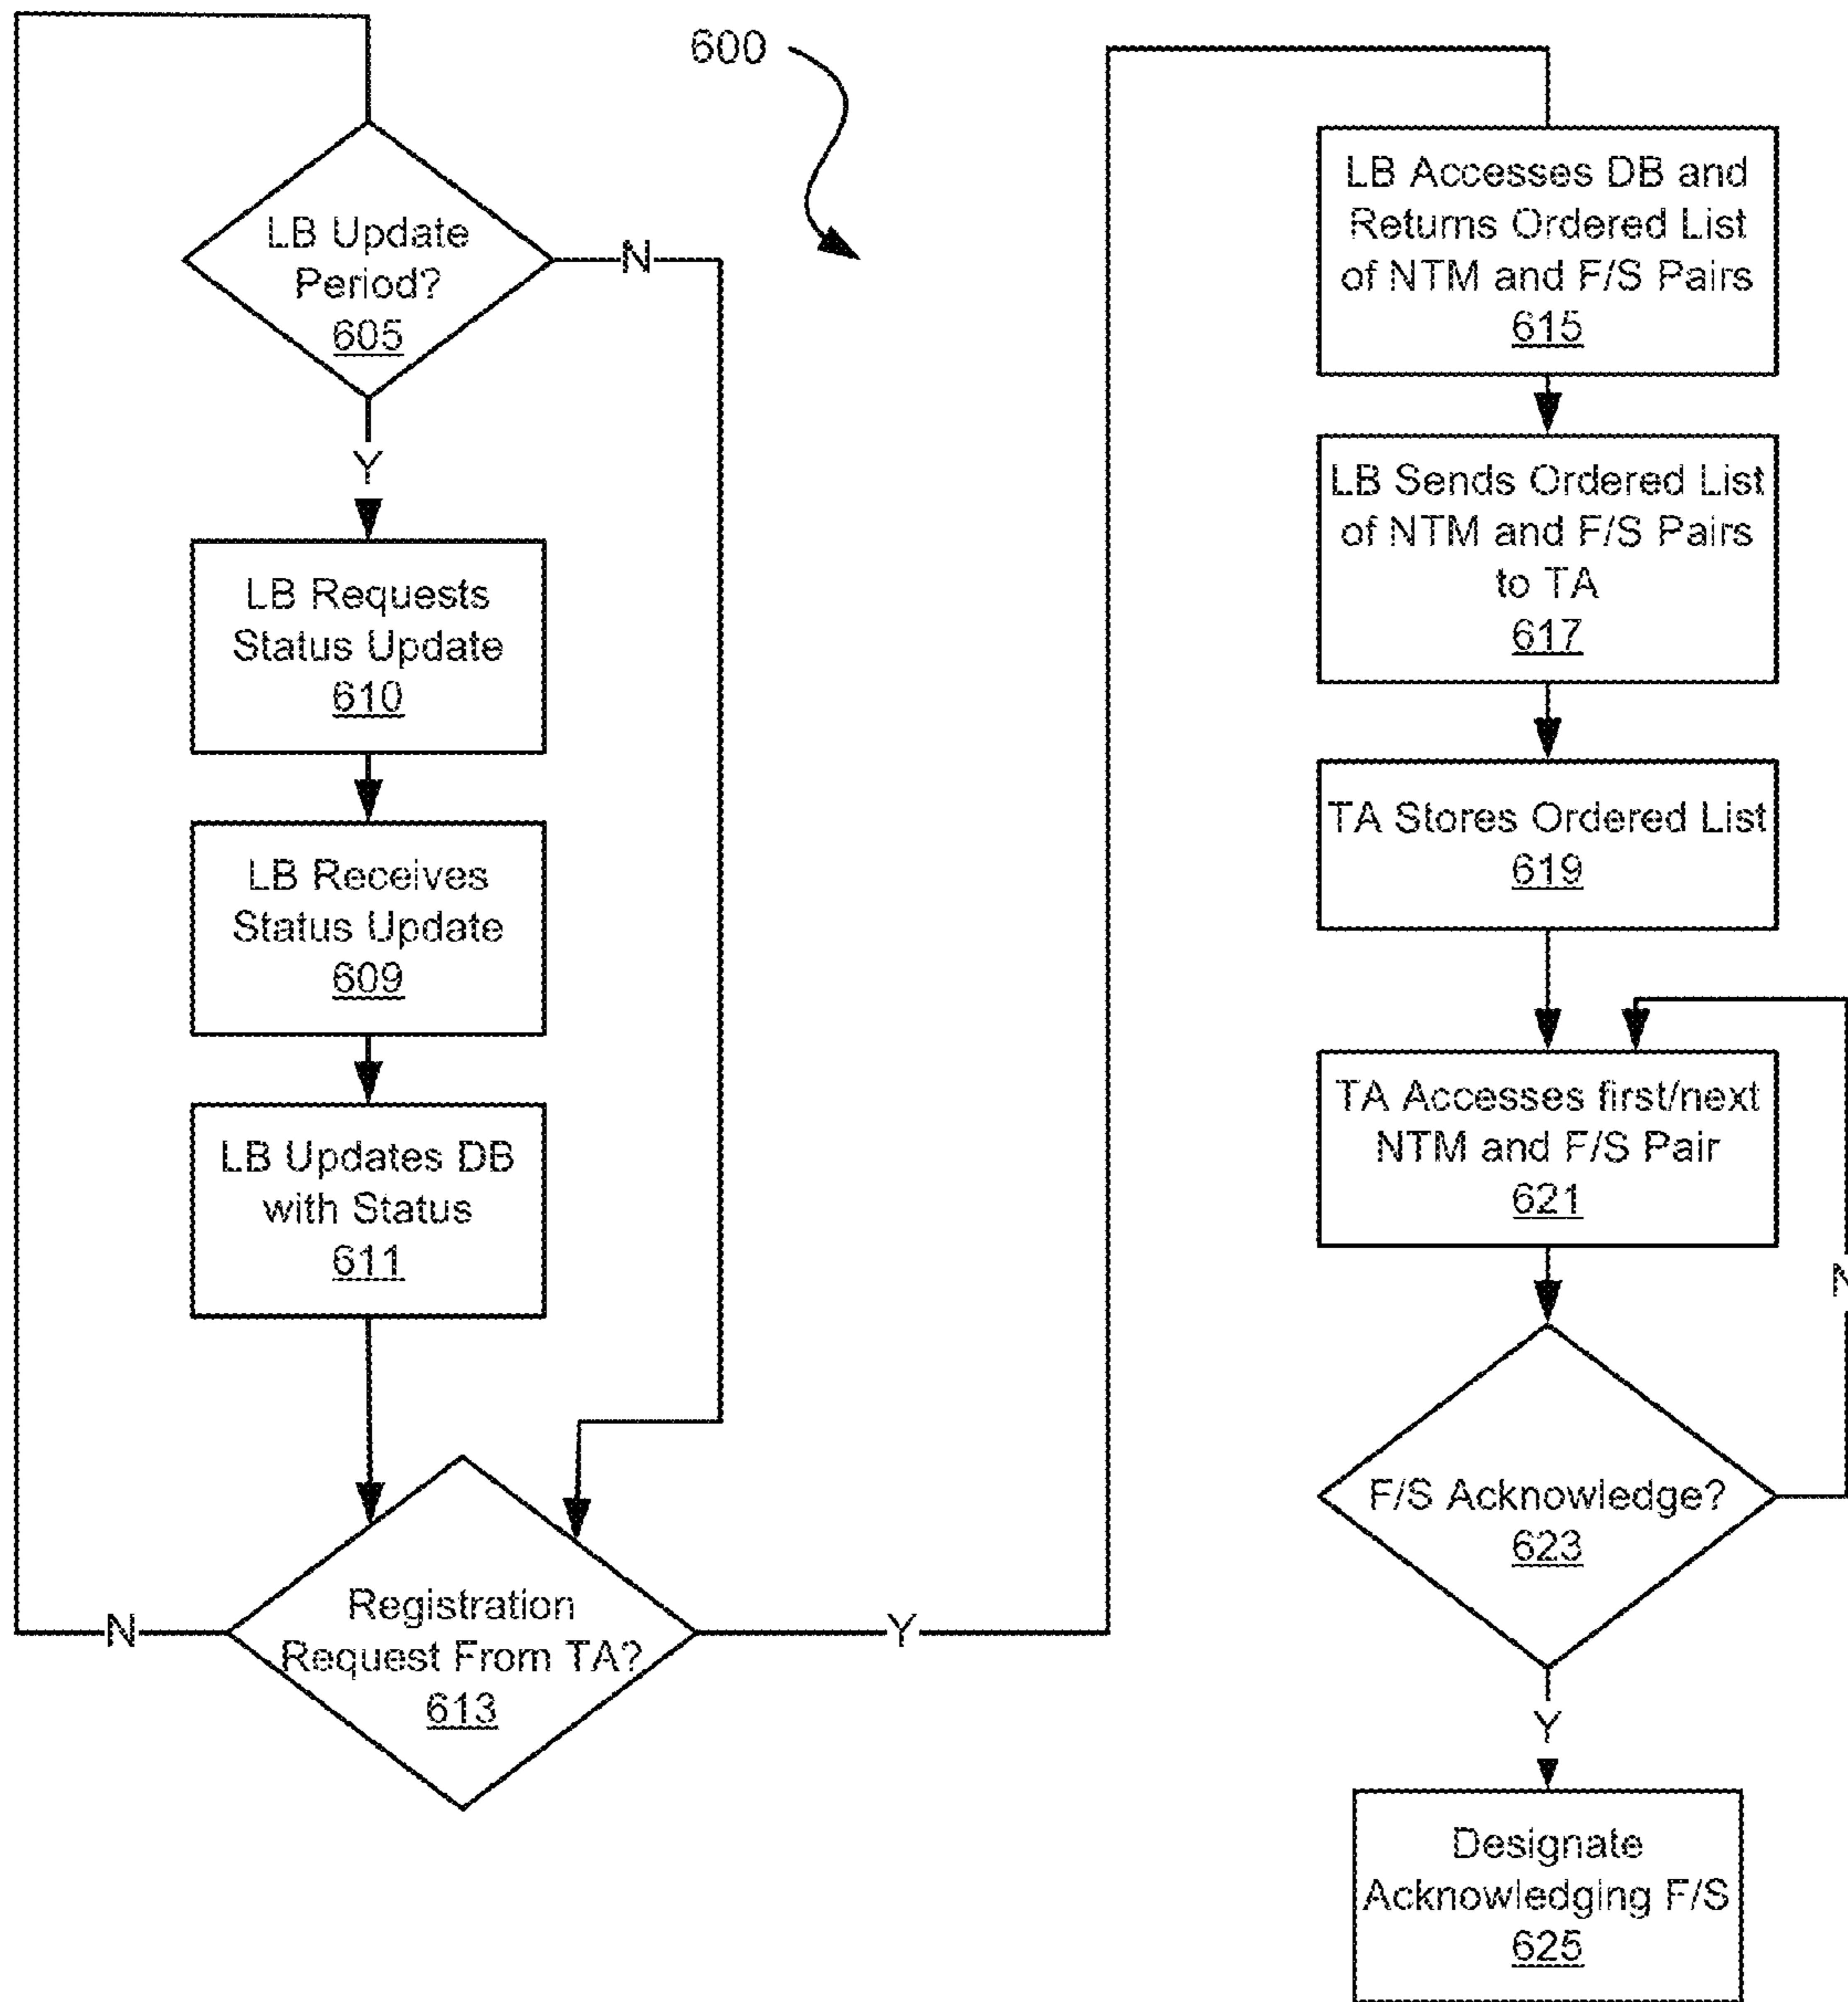 600
LB Update
Period?
605
N
Y
LB Requests
Status Update
610
LB Receives
Status Update
609
LB Updates DB
with Status
611
Registration
Request From TA?
613
N
Y
LB Accesses DB and
Returns Ordered List
of NTM and F/S Pairs
615
LB Sends Ordered List
of NTM and F/S Pairs
to TA
617
TA Stores Ordered List
619
TA Accesses first/next
NTM and F/S Pair
621
N
F/S Acknowledge?
623
Y
Designate
Acknowledging F/S
625